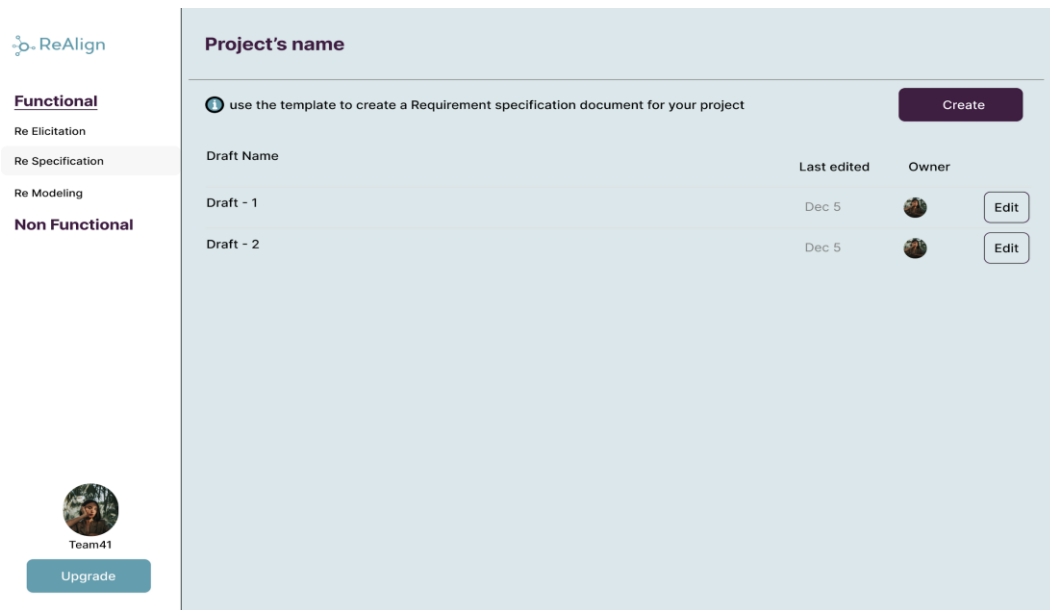 ReAlign
Project's name
Functional
Re Elicitation
Re Specification
Re Modeling
Non Functional
Team41
Upgrade
use the template to create a Requirement specification document for your project
Create
Draft Name
Last edited
Owner
Draft - 1
Dec 5
Edit
Draft - 2
Dec 5
Edit